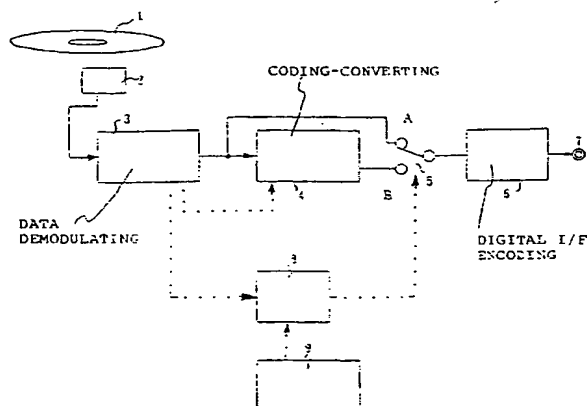 1
2
CODING-CONVERTING
3
A
7
4
5
6
B
DATA
DEMODULATING
DIGITAL I/F
ENCODING
8
9